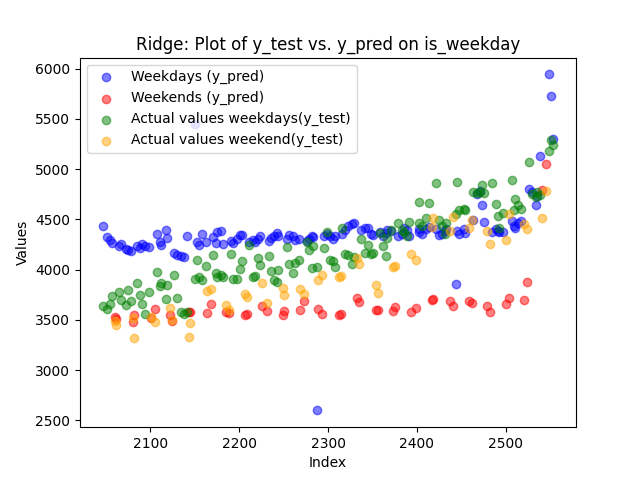 Ridge: Plot of y_test vs. y_pred on is_weekday
Weekdays (y_pred)
Weekends (y_pred)
Actual values weekdays(y_test)
Actual values weekend(y_test)
6000
5500
5000
4500
4000
3500
3000
2500
Values
2100 2200 2300 2400 2500
Index